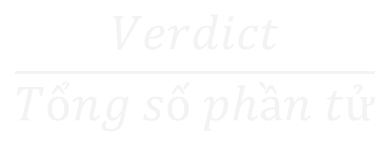 Verdict
Tổng số phần tử